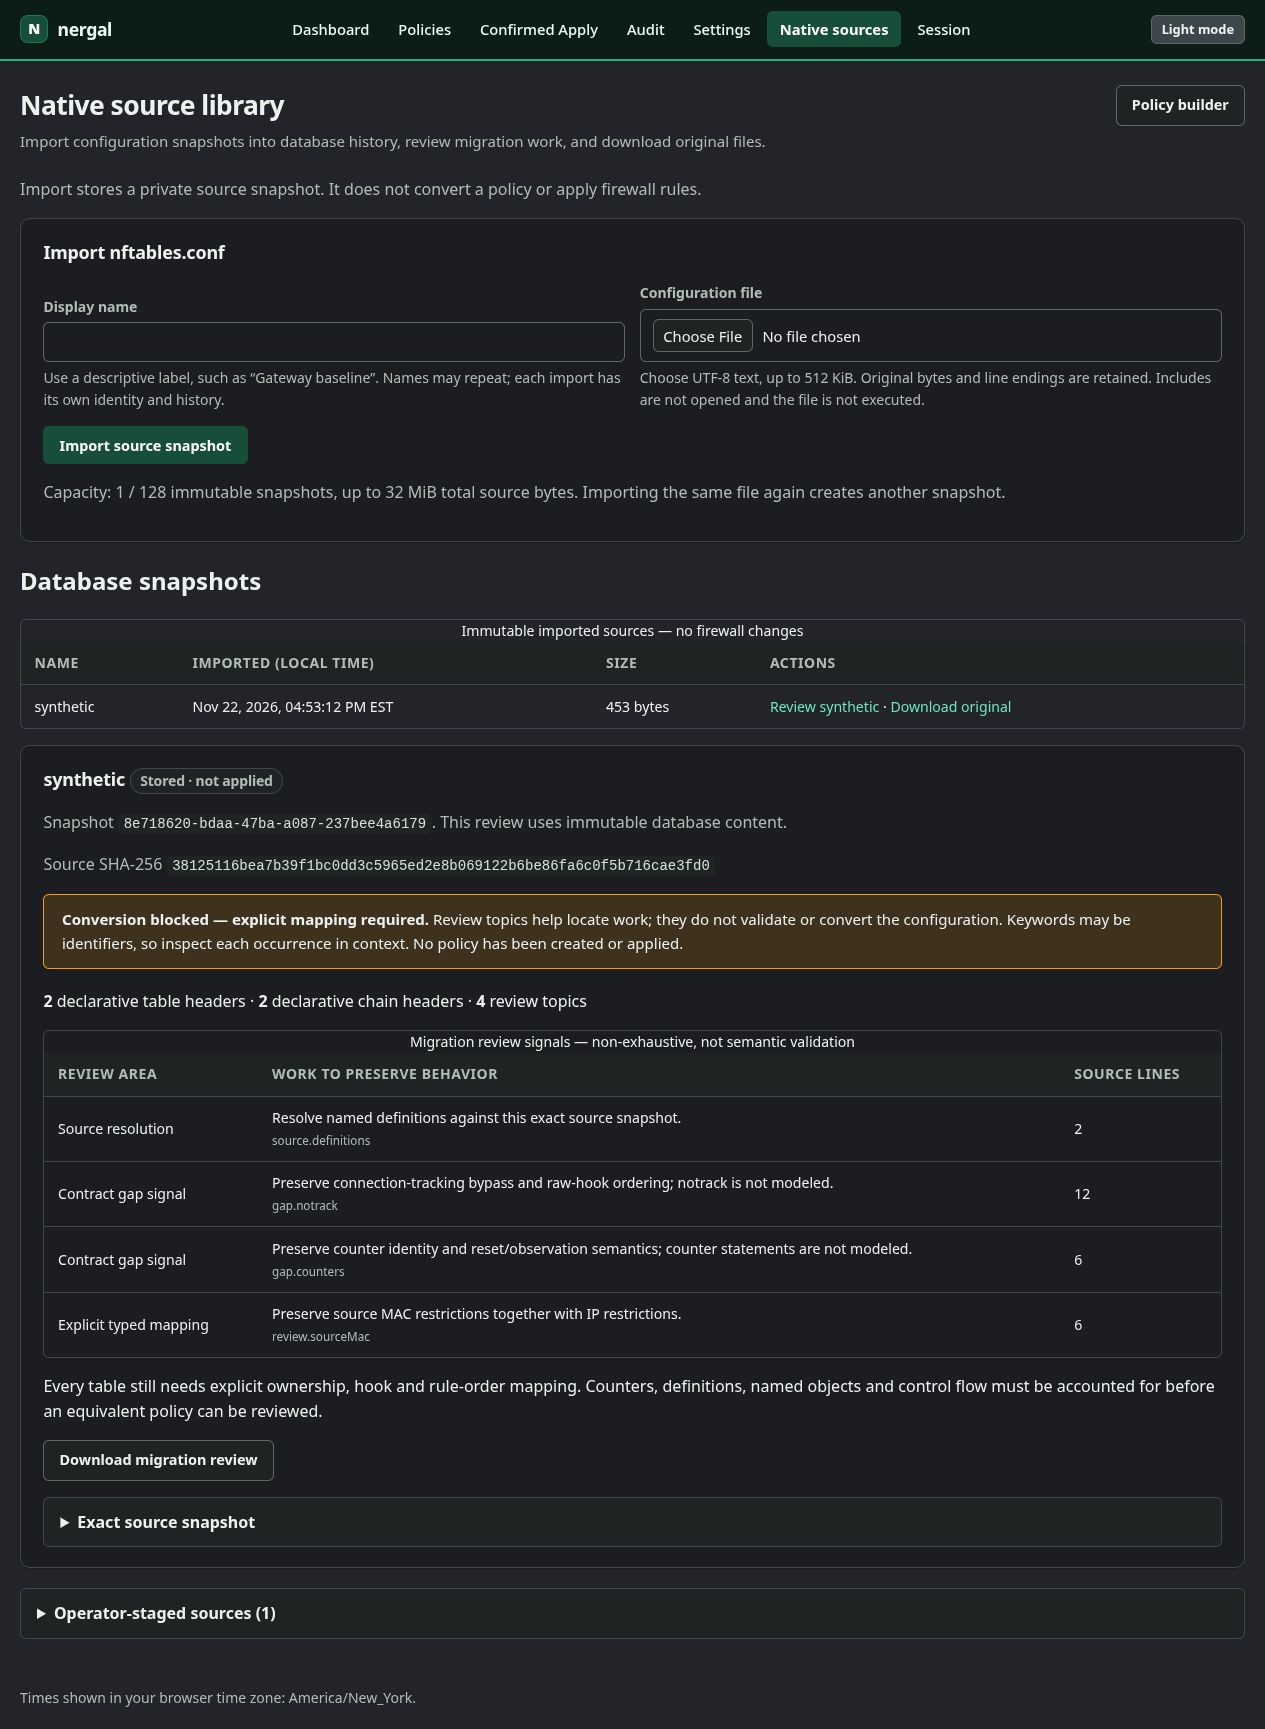 N nergal
Dashboard Policies Confirmed Apply Audit Settings Native sources Session
Light mode
Native source library
Policy builder
Import configuration snapshots into database history, review migration work, and download original files.
Import stores a private source snapshot. It does not convert a policy or apply firewall rules.
Import nftables.conf
Display name
Use a descriptive label, such as “Gateway baseline”. Names may repeat; each import has
its own identity and history.
Configuration file
Choose File No file chosen
Choose UTF-8 text, up to 512 KiB. Original bytes and line endings are retained. Includes
are not opened and the file is not executed.
Import source snapshot
Capacity: 1 / 128 immutable snapshots, up to 32 MiB total source bytes. Importing the same file again creates another snapshot.
Database snapshots
Immutable imported sources — no firewall changes
NAME IMPORTED (LOCAL TIME) SIZE ACTIONS
synthetic Nov 22, 2026, 04:53:12 PM EST 453 bytes Review synthetic · Download original
synthetic Stored · not applied
Snapshot 8e718620-bdaa-47ba-a087-237bee4a6179. This review uses immutable database content.
Source SHA-256 38125116bea7b39f1bc0dd3c5965ed2e8b069122b6be86fa6c0f5b716cae3fd0
Conversion blocked — explicit mapping required. Review topics help locate work; they do not validate or convert the configuration. Keywords may be
identifiers, so inspect each occurrence in context. No policy has been created or applied.
2 declarative table headers · 2 declarative chain headers · 4 review topics
Migration review signals — non-exhaustive, not semantic validation
REVIEW AREA WORK TO PRESERVE BEHAVIOR SOURCE LINES
Source resolution Resolve named definitions against this exact source snapshot. 2
source.definitions
Contract gap signal Preserve connection-tracking bypass and raw-hook ordering; notrack is not modeled. 12
gap.notrack
Contract gap signal Preserve counter identity and reset/observation semantics; counter statements are not modeled. 6
gap.counters
Explicit typed mapping Preserve source MAC restrictions together with IP restrictions. 6
review.sourceMac
Every table still needs explicit ownership, hook and rule-order mapping. Counters, definitions, named objects and control flow must be accounted for before
an equivalent policy can be reviewed.
Download migration review
▶ Exact source snapshot
▶ Operator-staged sources (1)
Times shown in your browser time zone: America/New_York.